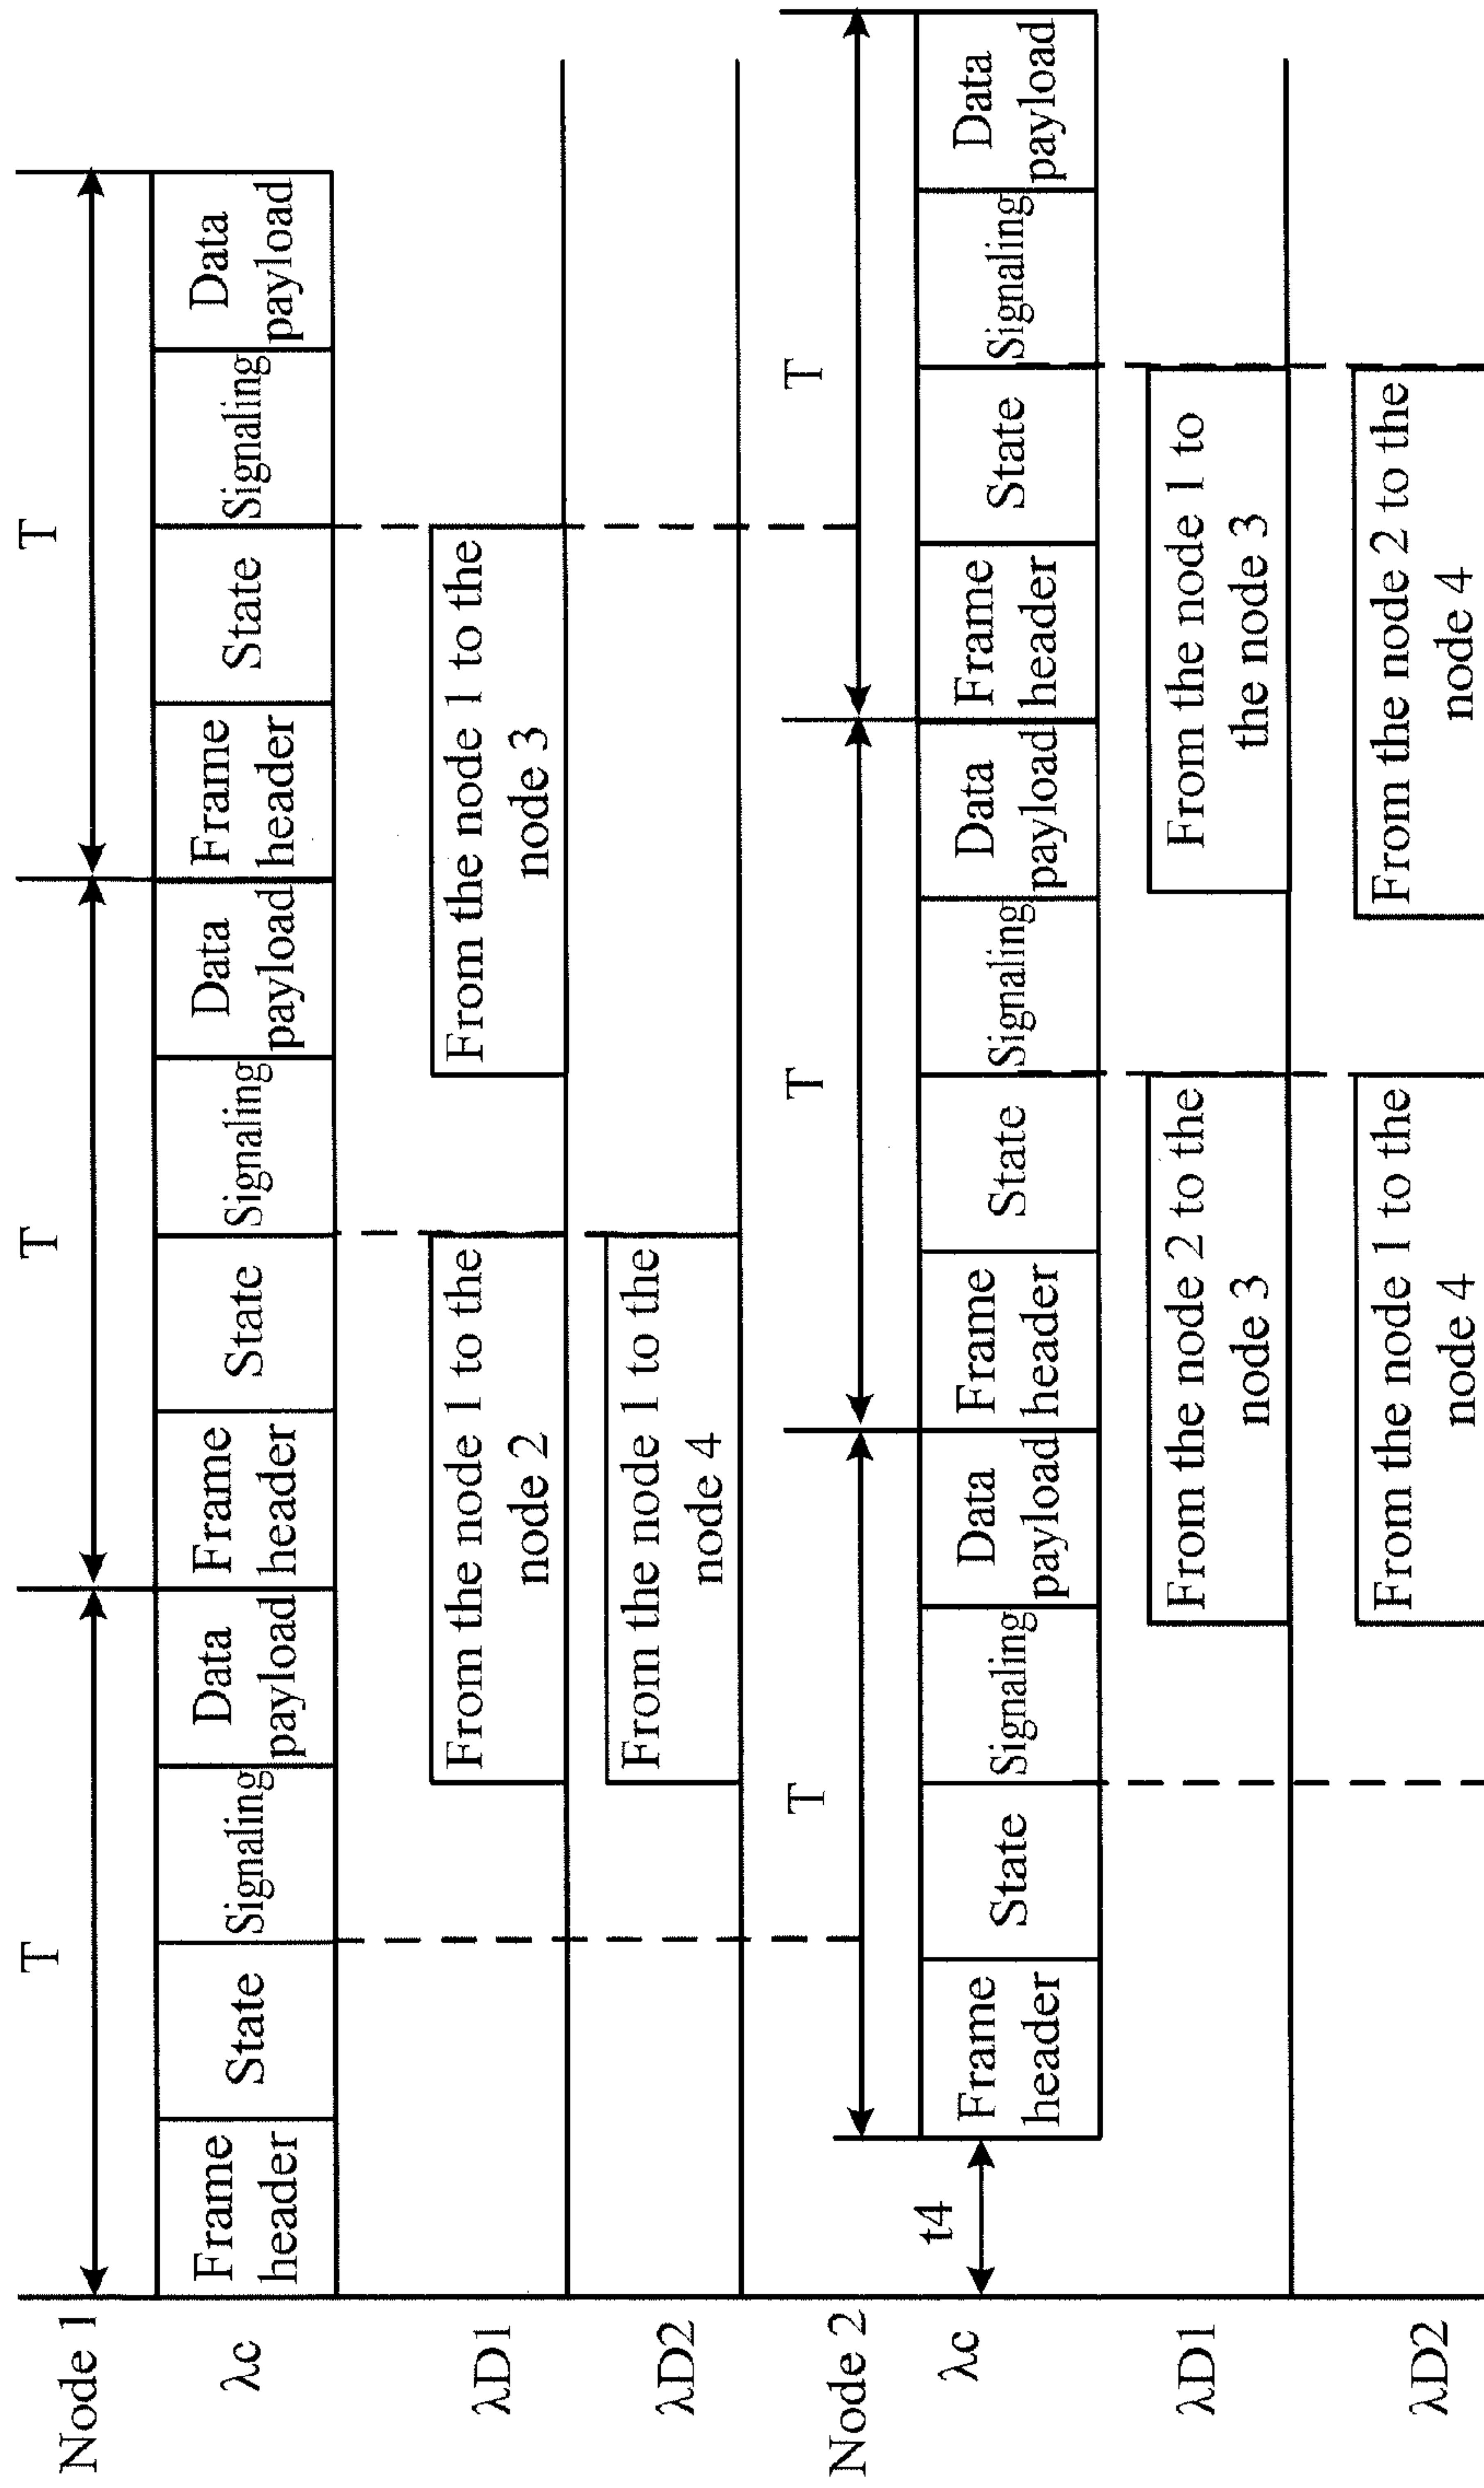 Node 1
T
T
T
λc
Frame
header
State
Signaling
Data
payload
Frame
header
State
Signaling
Data
payload
Frame
header
State
Signaling
Data
payload
λD1
From the node 1 to the
node 2
From the node 1 to the
node 3
λD2
From the node 1 to the
node 4
Node 2
T
T
T
λc
t4
Frame
header
State
Signaling
Data
payload
Frame
header
State
Signaling
Data
payload
Frame
header
State
Signaling
Data
payload
λD1
From the node 2 to the
node 3
From the node 1 to
the node 3
λD2
From the node 1 to the
node 4
From the node 2 to the
node 4